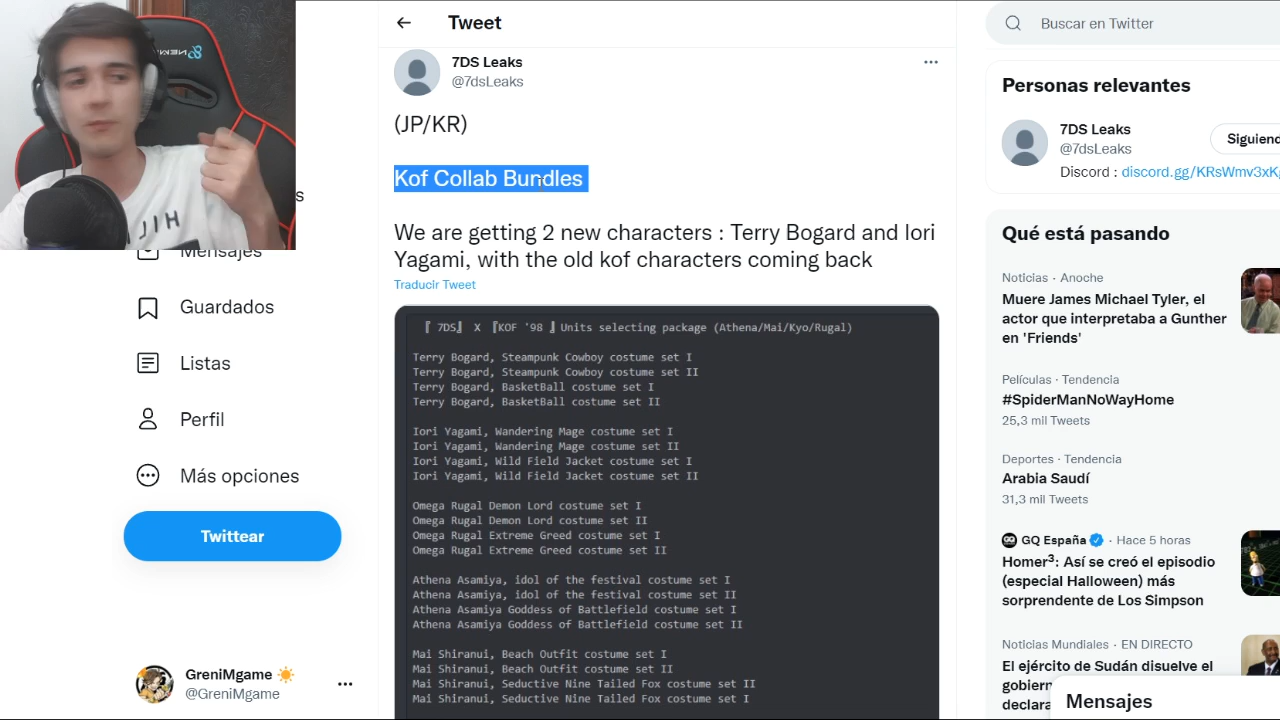 Tweet
7DS Leaks
@7dsLeaks
(JP/KR)
Kof Collab Bundles
We are getting 2 new characters : Terry Bogard and Iori
Yagami, with the old kof characters coming back
Traducir Tweet
『 7DS』 X 『KOF '98 』Units selecting package (Athena/Mai/Kyo/Rugal)
Terry Bogard, Steampunk Cowboy costume set I
Terry Bogard, Steampunk Cowboy costume set II
Terry Bogard, BasketBall costume set I
Terry Bogard, BasketBall costume set II
Iori Yagami, Wandering Mage costume set I
Iori Yagami, Wandering Mage costume set II
Iori Yagami, Wild Field Jacket costume set I
Iori Yagami, Wild Field Jacket costume set II
Omega Rugal Demon Lord costume set I
Omega Rugal Demon Lord costume set II
Omega Rugal Extreme Greed costume set I
Omega Rugal Extreme Greed costume set II
Athena Asamiya, idol of the festival costume set I
Athena Asamiya, idol of the festival costume set II
Athena Asamiya Goddess of Battlefield costume set I
Athena Asamiya Goddess of Battlefield costume set II
Mai Shiranui, Beach Outfit costume set I
Mai Shiranui, Beach Outfit costume set II
Mai Shiranui, Seductive Nine Tailed Fox costume set II
Mai Shiranui, Seductive Nine Tailed Fox costume set I
s
Mensajes
Guardados
Listas
Perfil
Más opciones
Twittear
GreniMgame
@GreniMgame
Buscar en Twitter
Personas relevantes
7DS Leaks
@7dsLeaks
Siguiend
Discord : discord.gg/KRsWmv3xK
Qué está pasando
Noticias · Anoche
Muere James Michael Tyler, el
actor que interpretaba a Gunther
en 'Friends'
Películas · Tendencia
#SpiderManNoWayHome
25,3 mil Tweets
Deportes · Tendencia
Arabia Saudí
31,3 mil Tweets
GQ España · Hace 5 horas
Homer³: Así se creó el episodio
(especial Halloween) más
sorprendente de Los Simpson
Noticias Mundiales · EN DIRECTO
El ejército de Sudán disuelve el
gobiern
declara
Mensajes